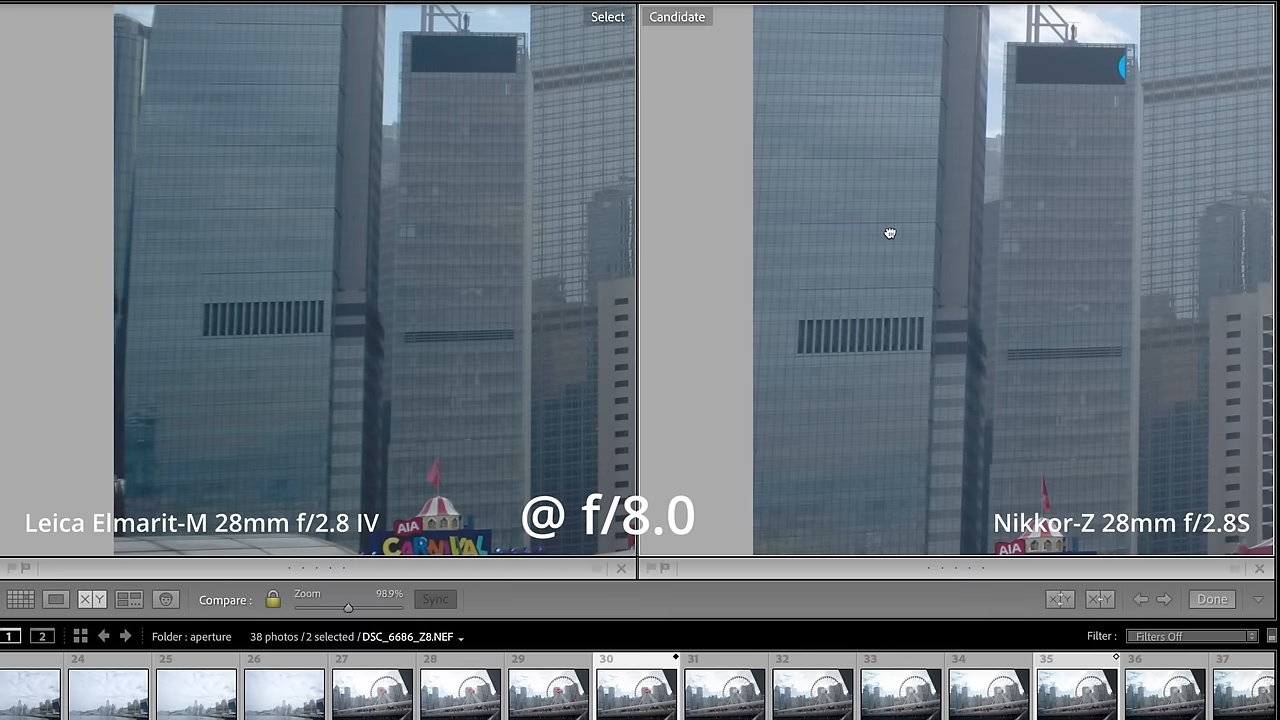 Select
Candidate
AIA
CARNIVAL
AIA
Leica Elmarit-M 28mm f/2.8 IV
@ f/8.0
Nikkor-Z 28mm f/2.8S
X Y
Compare :
Zoom
98.9%
Sync
Done
1
2
Folder : aperture
38 photos / 2 selected / DSC_6686_Z8.NEF
Filter :
Filters Off
24
25
26
27
28
29
30
31
32
33
34
35
36
37